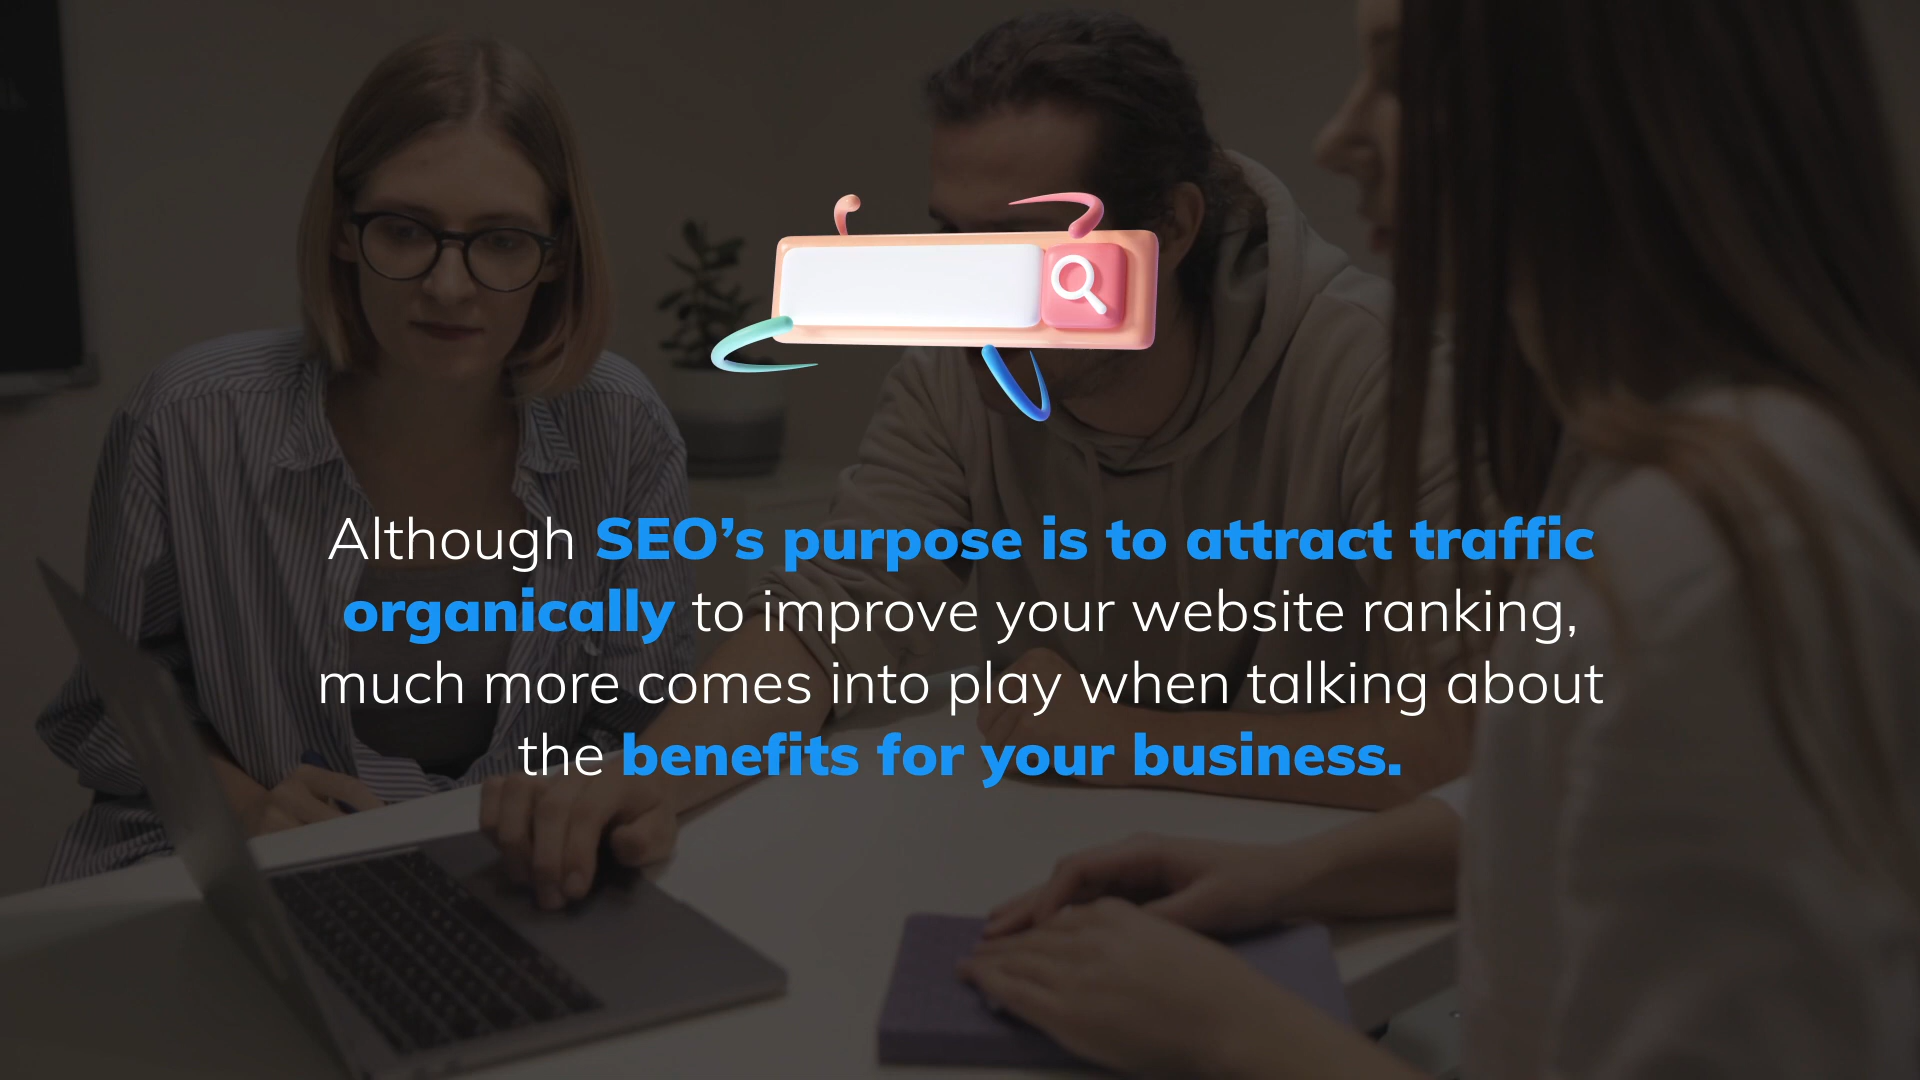 Although SEO’s purpose is to attract traffic
organically to improve your website ranking,
much more comes into play when talking about
the benefits for your business.